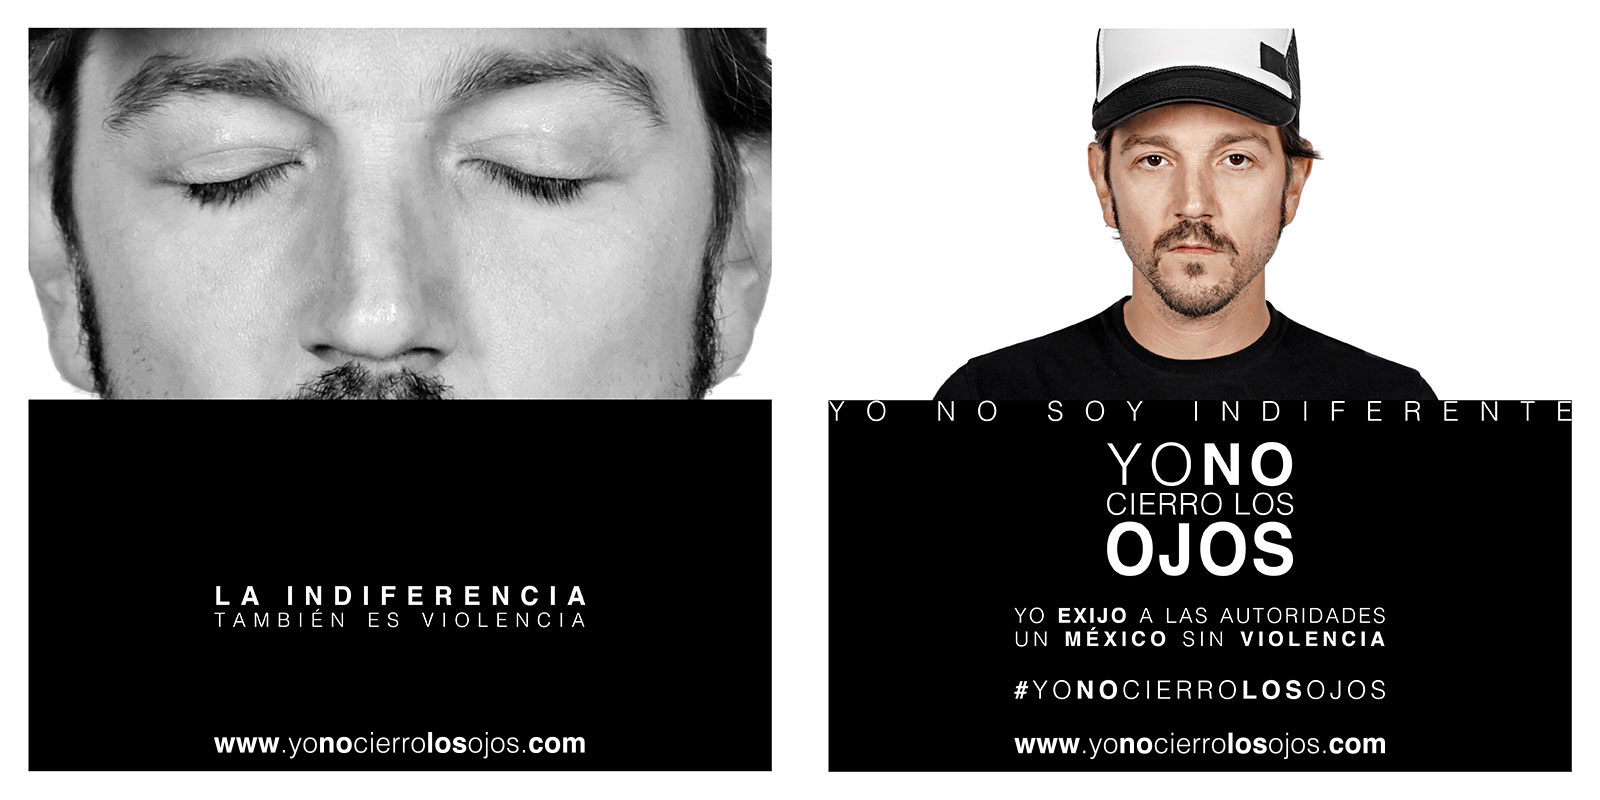 LA INDIFERENCIA
TAMBIÉN ES VIOLENCIA
www.yonocierrolosojos.com
YO NO SOY INDIFERENTE
YONO
CIERRO LOS
OJOS
YO EXIJO A LAS AUTORIDADES
UN MÉXICO SIN VIOLENCIA
#YONOCIERROLOSOJOS
www.yonocierrolosojos.com